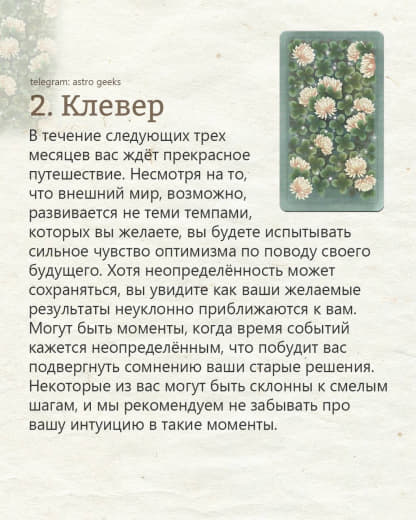 telegram: astro geeks
2. Клевер
В течение следующих трех
месяцев вас ждёт прекрасное
путешествие. Несмотря на то,
что внешний мир, возможно,
развивается не теми темпами,
которых вы желаете, вы будете испытывать
сильное чувство оптимизма по поводу своего
будущего. Хотя неопределённость может
сохраняться, вы увидите как ваши желаемые
результаты неуклонно приближаются к вам.
Могут быть моменты, когда время событий
кажется неопределённым, что побудит вас
подвергнуть сомнению ваши старые решения.
Некоторые из вас могут быть склонны к смелым
шагам, и мы рекомендуем не забывать про
вашу интуицию в такие моменты.